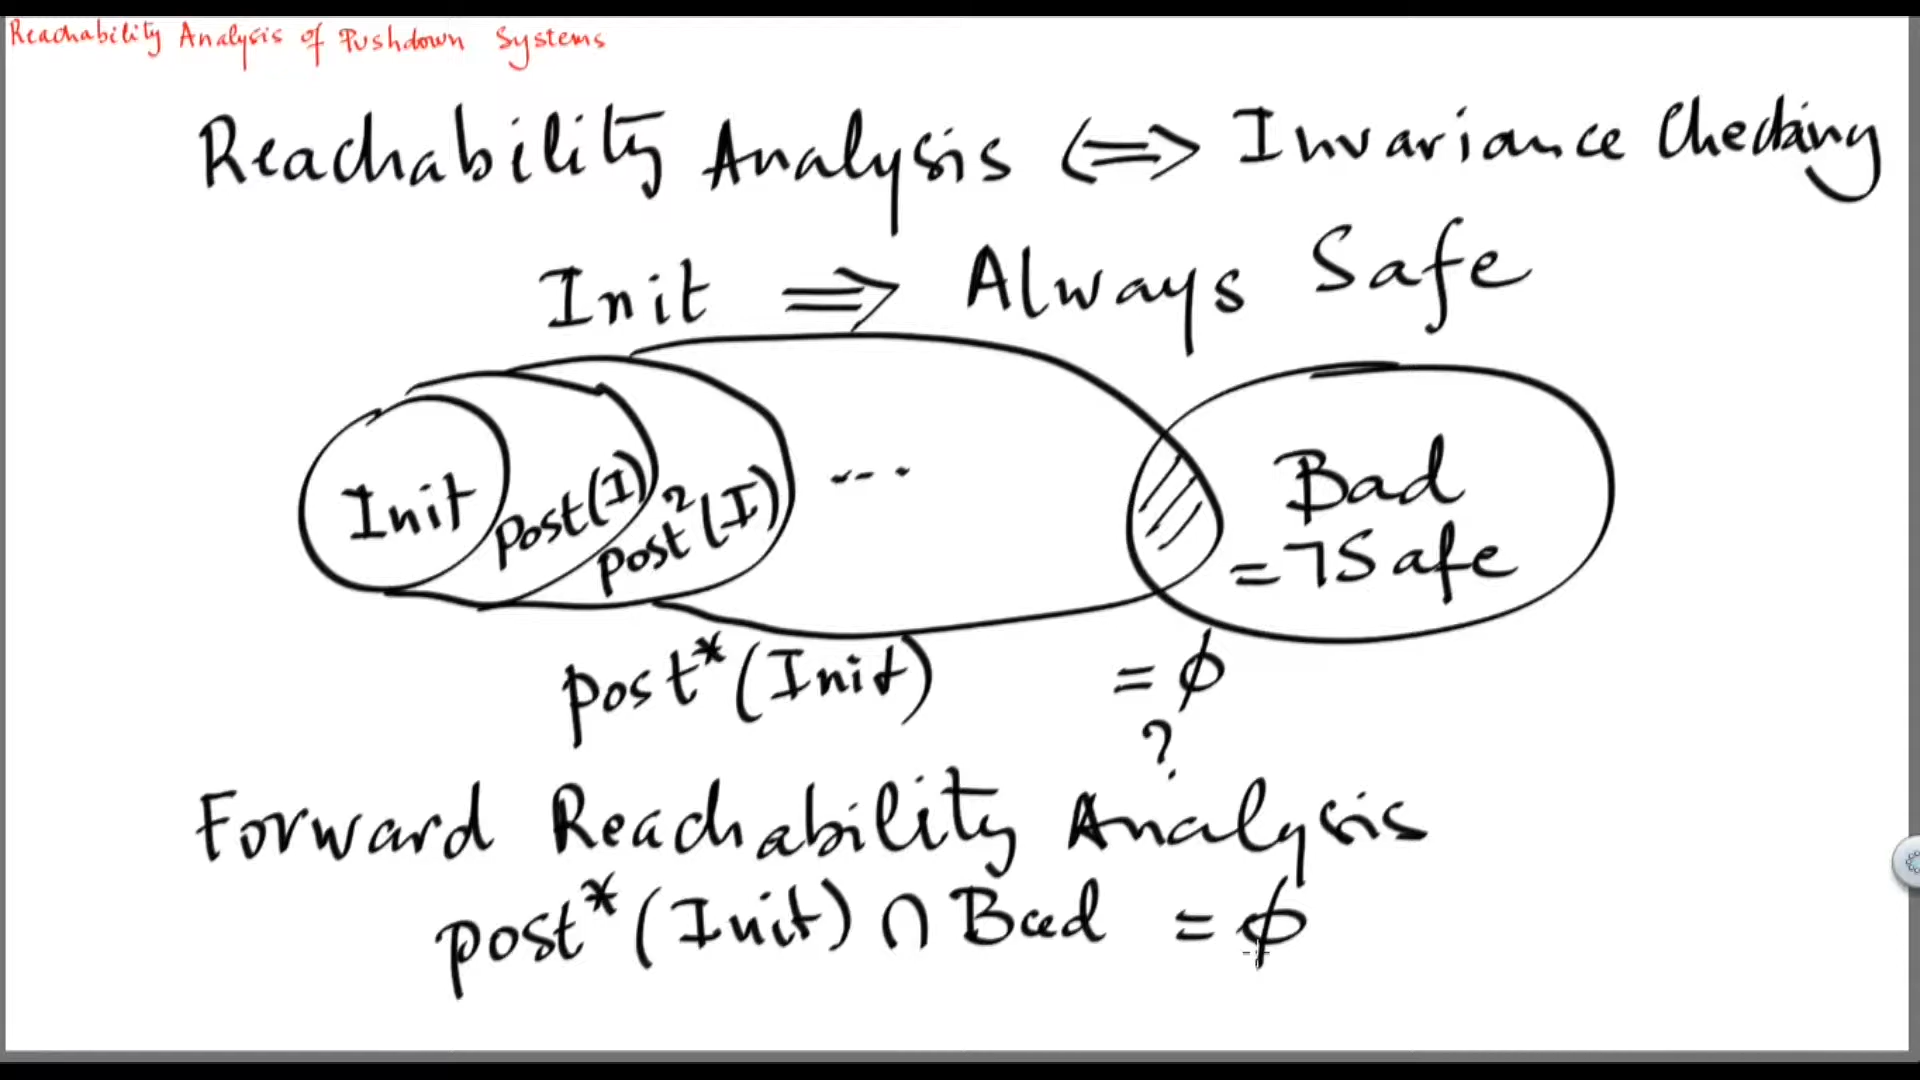 Reachability Analysis of Pushdown Systems
Reachability Analysis <=> Invariance Checking
Init => Always Safe
Init post(I) post²(I) ... Bad
= ¬Safe
post*(Init) = ϕ
?
Forward Reachability Analysis
post*(Init) ∩ Bad = ϕ